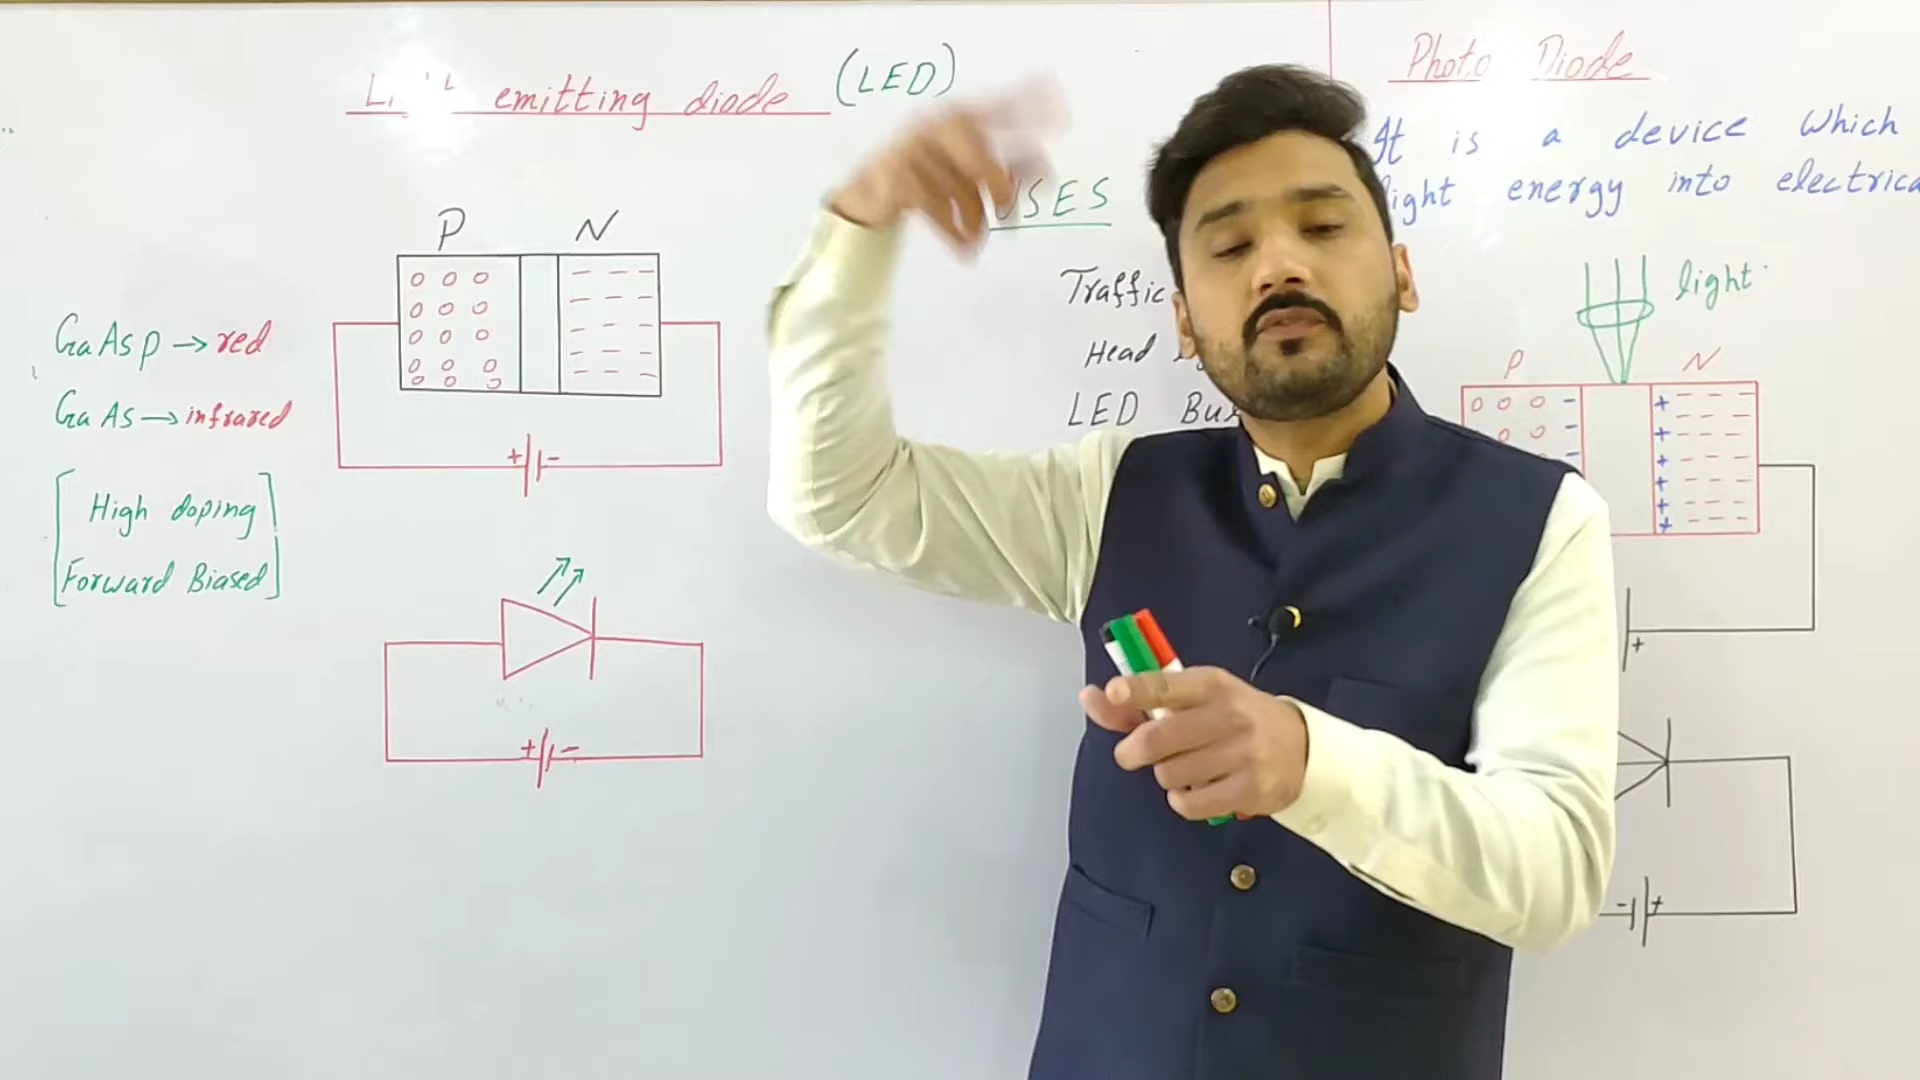 emitting diode (LED)
P N
GaAsP → red
GaAs → infrared
[High doping
Forward Biased]
+ -
+ -
USES
Traffic
Head
LED
Photo Diode
It is a device which
light energy into
light
P N
+
- +